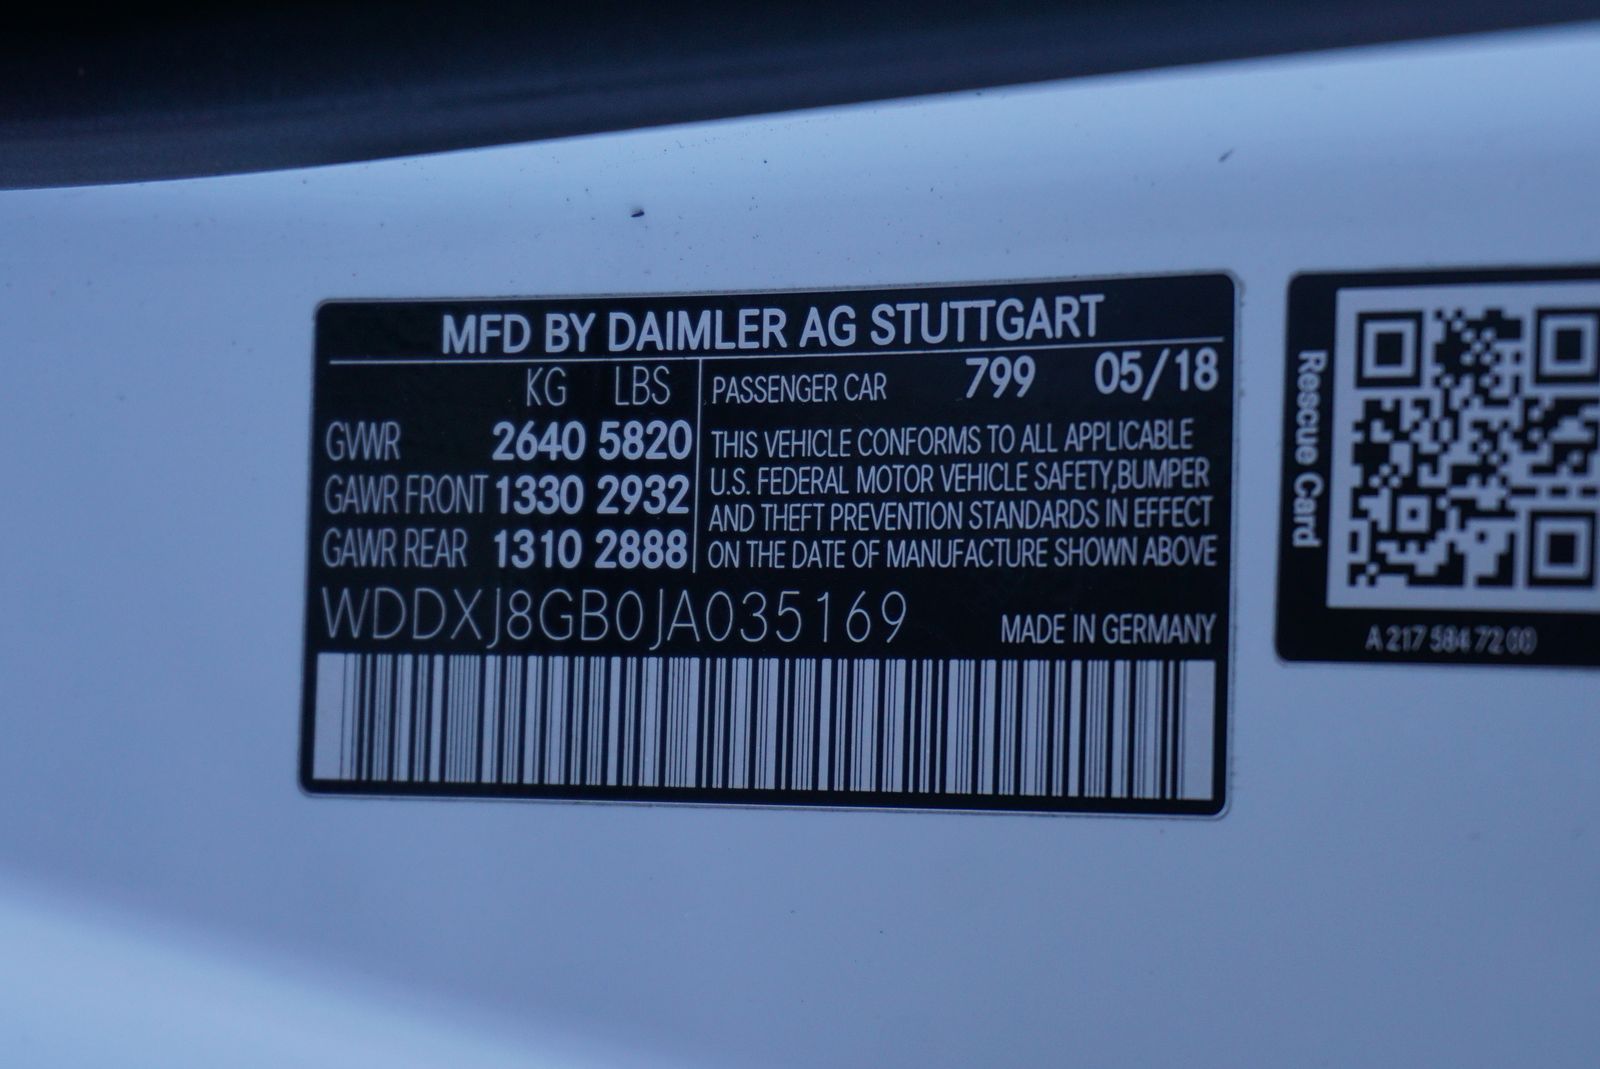 MFD BY DAIMLER AG STUTTGART
KG LBS
GVWR 2640 5820
GAWR FRONT 1330 2932
GAWR REAR 1310 2888
PASSENGER CAR 799 05/18
THIS VEHICLE CONFORMS TO ALL APPLICABLE
U.S. FEDERAL MOTOR VEHICLE SAFETY,BUMPER
AND THEFT PREVENTION STANDARDS IN EFFECT
ON THE DATE OF MANUFACTURE SHOWN ABOVE
WDDXJ8GB0JA035169
MADE IN GERMANY
Rescue Card
A 217 584 72 00